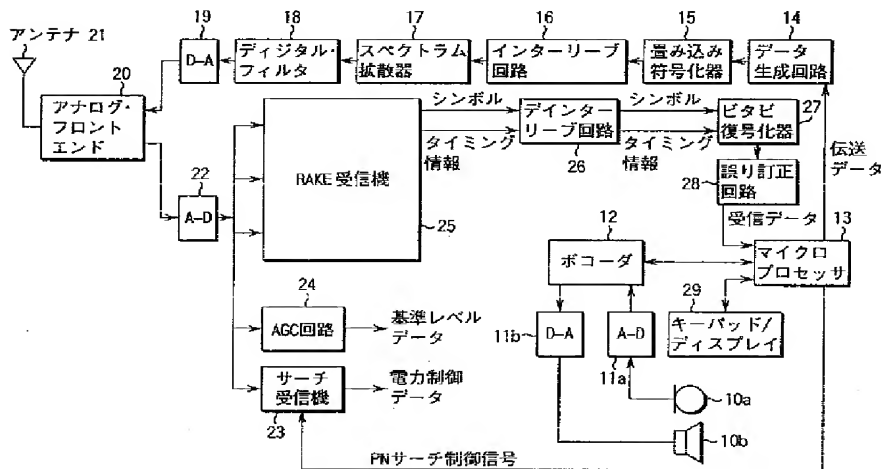 アンテナ 21
19
D-A
18
ディジタル・
フィルタ
17
スペクトラム
拡散器
16
インターリーブ
回路
15
畳み込み
符号化器
14
データ
生成回路
20
アナログ・
フロント
エンド
22
A-D
RAKE 受信機
25
シンボル
タイミング
情報
デインター
リーブ回路
26
シンボル
タイミング
情報
ビタビ
復号化器
27
28
誤り訂正
回路
伝送
データ
受信データ
13
マイクロ
プロセッサ
12
ボコーダ
24
AGC回路
基準レベル
データ
サーチ
受信機
23
電力制御
データ
11b
D-A
A-D
11a
29
キーパッド/
ディスプレイ
10a
10b
PNサーチ制御信号